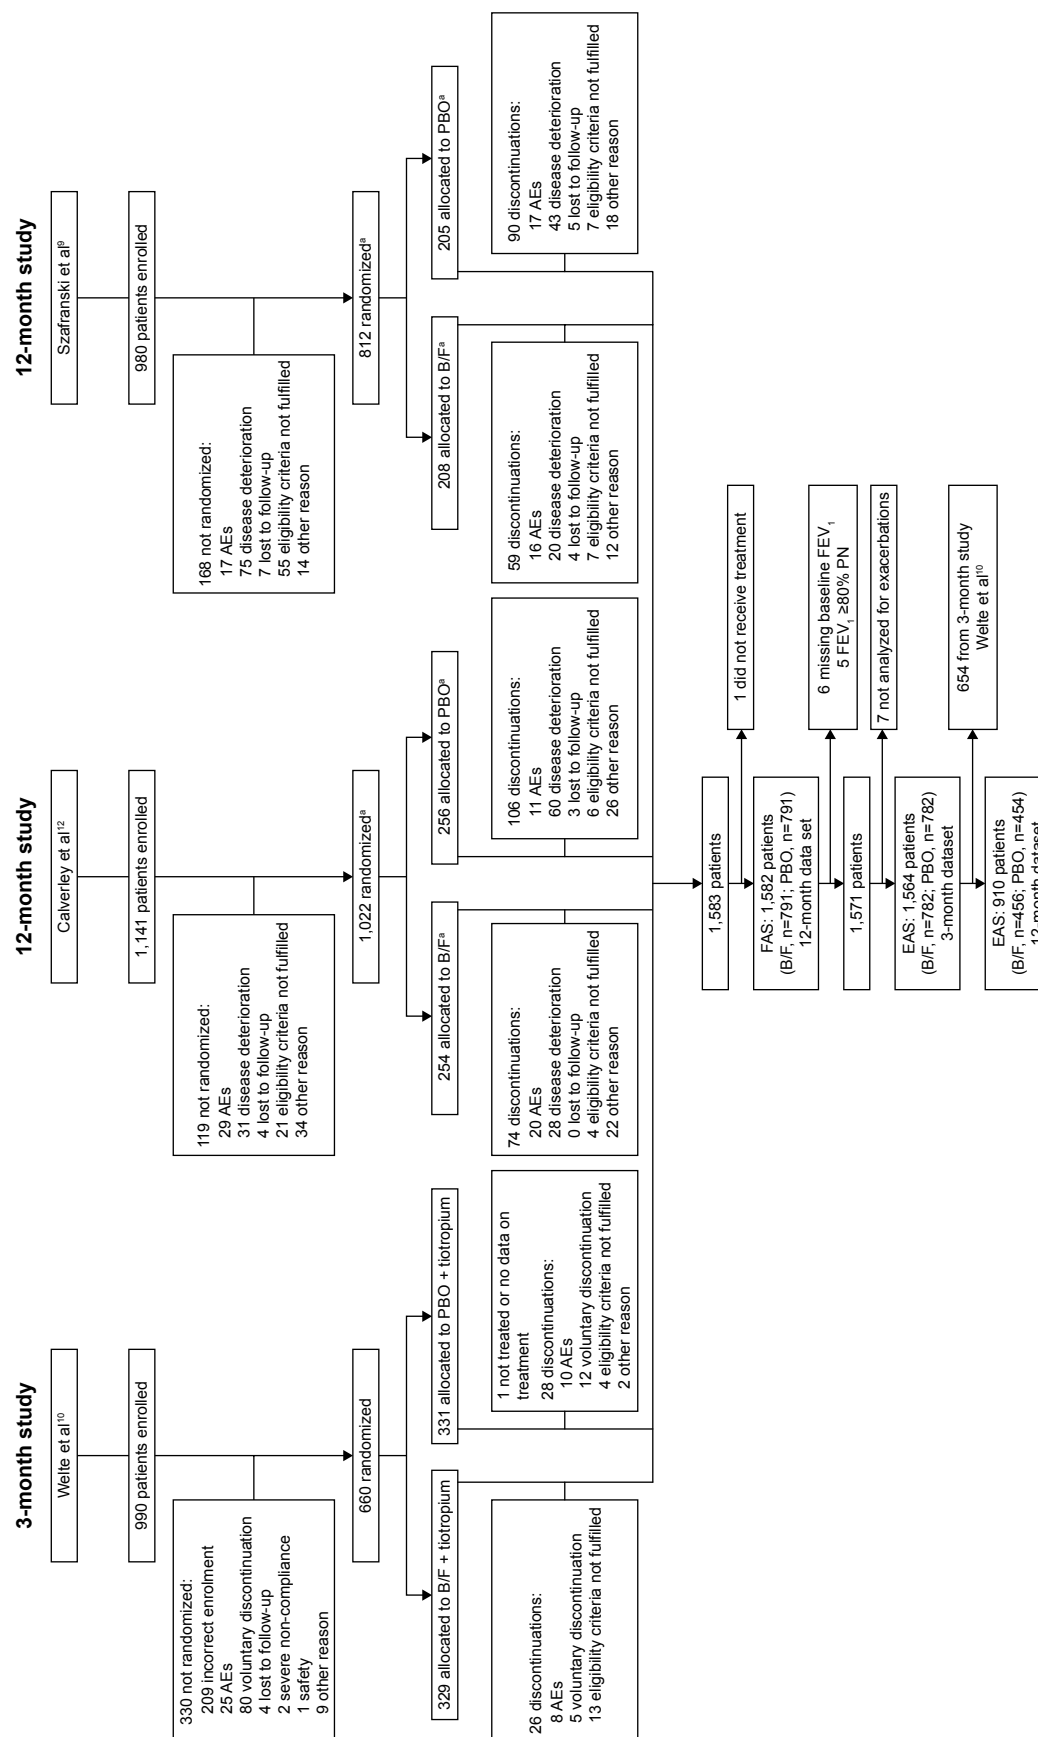 3-month study
Welte et al¹⁰
990 patients enrolled
330 not randomized:
209 incorrect enrolment
25 AEs
80 voluntary discontinuation
4 lost to follow-up
2 severe non-compliance
1 safety
9 other reason
660 randomized
329 allocated to B/F + tiotropium
331 allocated to PBO + tiotropium
26 discontinuations:
8 AEs
5 voluntary discontinuation
13 eligibility criteria not fulfilled
1 not treated or no data on
treatment
28 discontinuations:
10 AEs
12 voluntary discontinuation
4 eligibility criteria not fulfilled
2 other reason
12-month study
Calverley et al¹²
1,141 patients enrolled
119 not randomized:
29 AEs
31 disease deterioration
4 lost to follow-up
21 eligibility criteria not fulfilled
34 other reason
1,022 randomizedᵃ
254 allocated to B/Fᵃ
256 allocated to PBOᵃ
74 discontinuations:
20 AEs
28 disease deterioration
0 lost to follow-up
4 eligibility criteria not fulfilled
22 other reason
106 discontinuations:
11 AEs
60 disease deterioration
3 lost to follow-up
6 eligibility criteria not fulfilled
26 other reason
12-month study
Szafranski et al⁹
980 patients enrolled
168 not randomized:
17 AEs
75 disease deterioration
7 lost to follow-up
55 eligibility criteria not fulfilled
14 other reason
812 randomizedᵃ
208 allocated to B/Fᵃ
205 allocated to PBOᵃ
59 discontinuations:
16 AEs
20 disease deterioration
4 lost to follow-up
7 eligibility criteria not fulfilled
12 other reason
90 discontinuations:
17 AEs
43 disease deterioration
5 lost to follow-up
7 eligibility criteria not fulfilled
18 other reason
1,583 patients
1 did not receive treatment
FAS: 1,582 patients
(B/F, n=791; PBO, n=791)
12-month data set
6 missing baseline FEV₁
5 FEV₁ ≥80% PN
1,571 patients
7 not analyzed for exacerbations
EAS: 1,564 patients
(B/F, n=782; PBO, n=782)
3-month dataset
654 from 3-month study
Welte et al¹⁰
EAS: 910 patients
(B/F, n=456; PBO, n=454)
12-month dataset